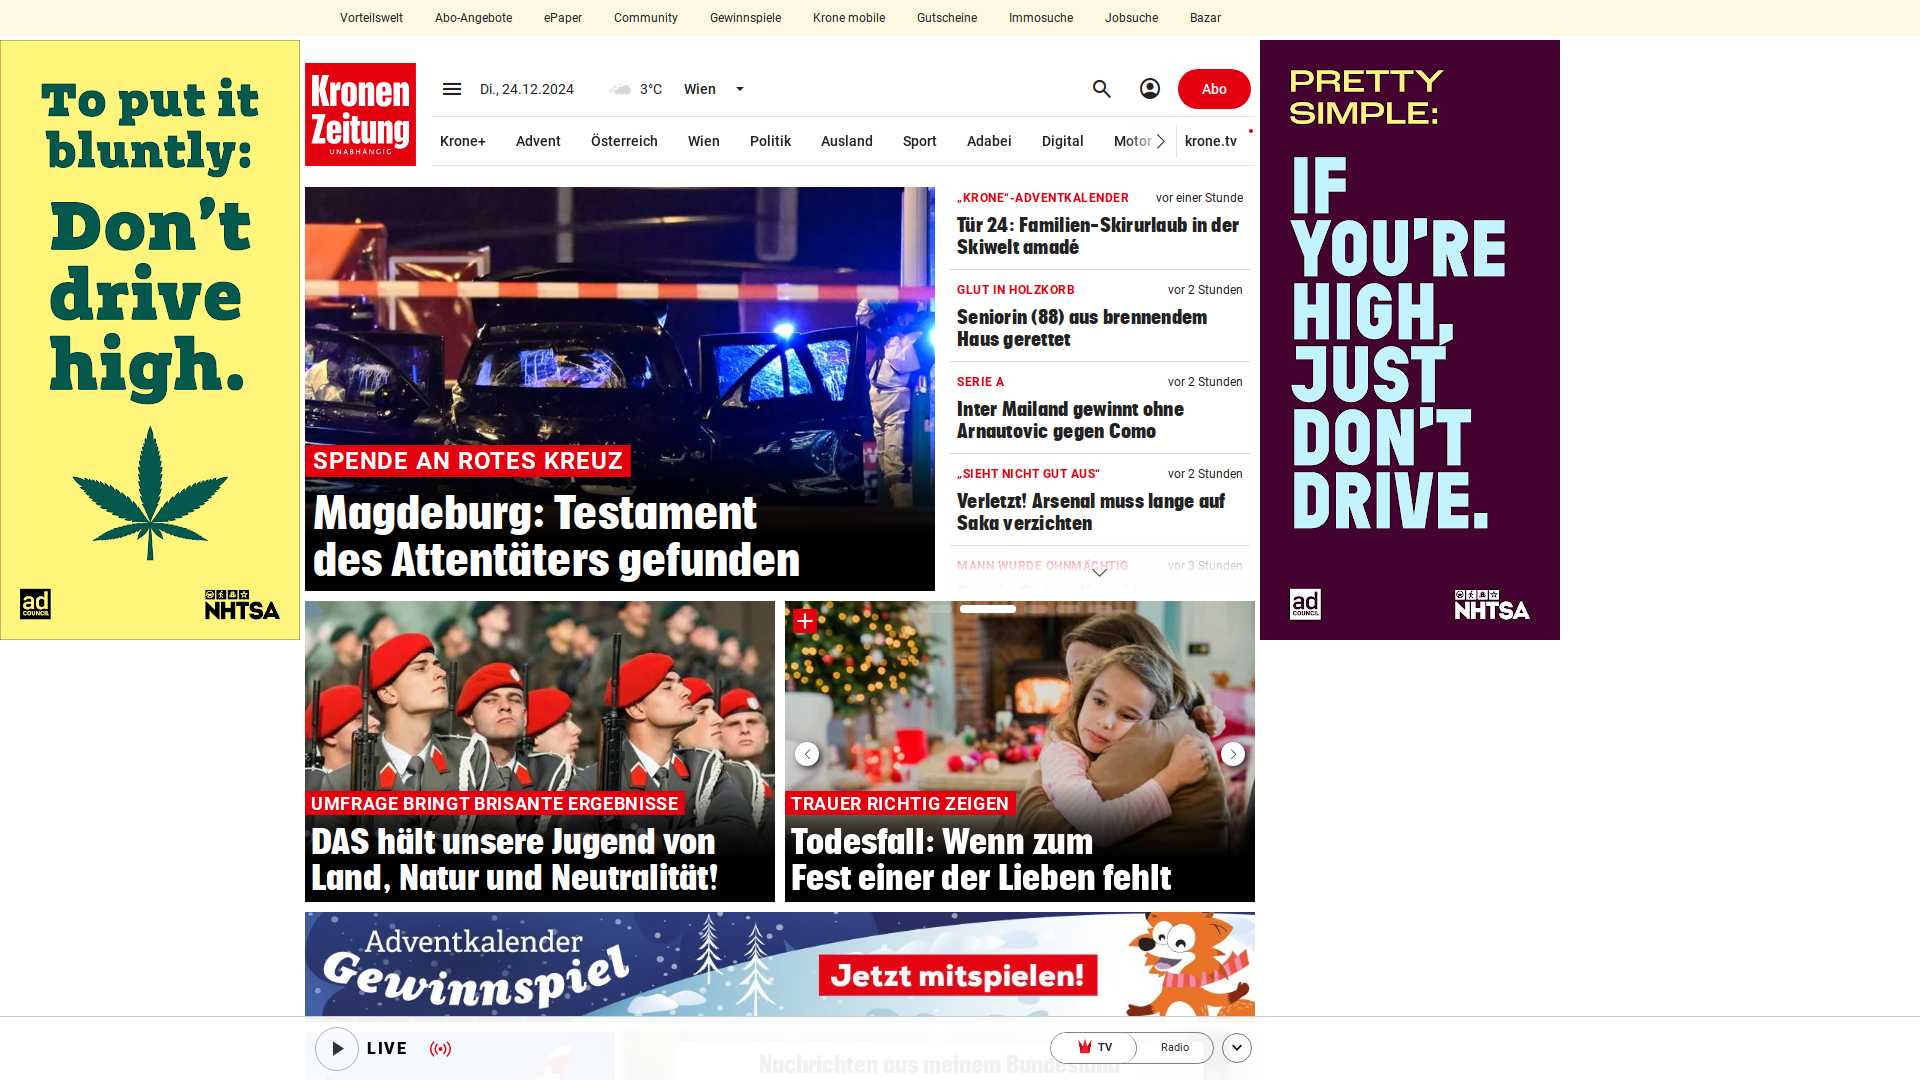 Vorteilswelt Abo-Angebote ePaper Community Gewinnspiele Krone mobile Gutscheine Immosuche Jobsuche Bazar
To put it
bluntly:
Don't
drive
high.
ad
COUNCIL
NHTSA
Kronen
Zeitung
UNABHÄNGIG
Di., 24.12.2024 3°C Wien Abo
Krone+ Advent Österreich Wien Politik Ausland Sport Adabei Digital Motor krone.tv
SPENDE AN ROTES KREUZ
Magdeburg: Testament
des Attentäters gefunden
„KRONE“-ADVENTKALENDER vor einer Stunde
Tür 24: Familien-Skirurlaub in der
Skiwelt amadé
GLUT IN HOLZKORB vor 2 Stunden
Seniorin (88) aus brennendem
Haus gerettet
SERIE A vor 2 Stunden
Inter Mailand gewinnt ohne
Arnautovic gegen Como
„SIEHT NICHT GUT AUS“ vor 2 Stunden
Verletzt! Arsenal muss lange auf
Saka verzichten
MANN WURDE OHNMÄCHTIG vor 3 Stunden
UMFRAGE BRINGT BRISANTE ERGEBNISSE
DAS hält unsere Jugend von
Land, Natur und Neutralität!
TRAUER RICHTIG ZEIGEN
Todesfall: Wenn zum
Fest einer der Lieben fehlt
Adventkalender
Gewinnspiel
Jetzt mitspielen!
LIVE
Nachrichten aus meinem Bundesland
TV Radio
PRETTY
SIMPLE:
IF
YOU'RE
HIGH,
JUST
DON'T
DRIVE.
ad
COUNCIL
NHTSA